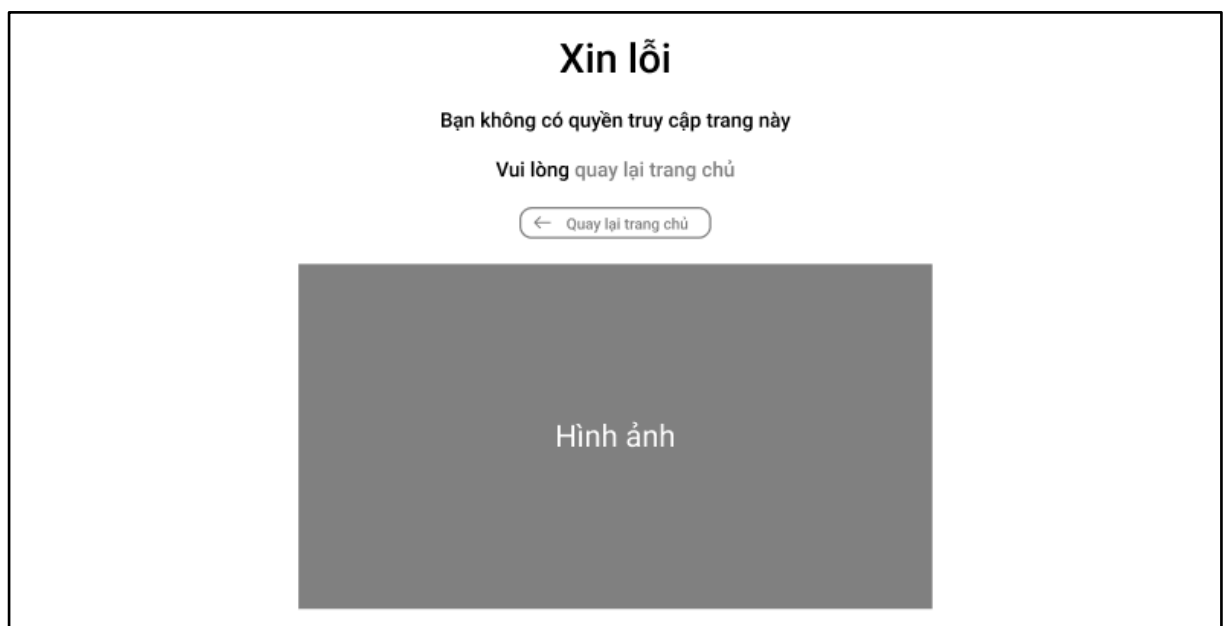 Xin lỗi
Bạn không có quyền truy cập trang này
Vui lòng quay lại trang chủ
← Quay lại trang chủ
Hình ảnh